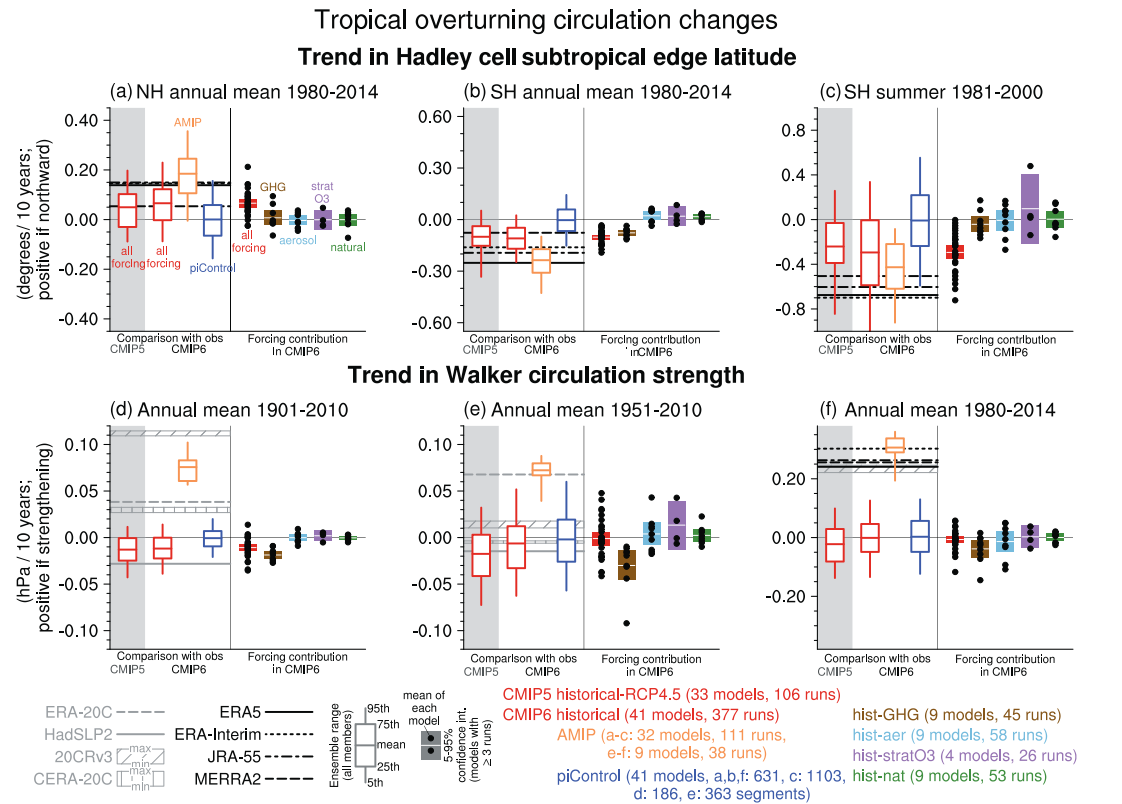 Tropical overturning circulation changes
Trend in Hadley cell subtropical edge latitude
(a) NH annual mean 1980-2014
(degrees/ 10 years;
positive if northward)
0.40
0.20
0.00
-0.20
-0.40
AMIP
all
forcing
all
forcing
piControl
all
forcing
GHG
aerosol
strat
O3
natural
Comparison with obs
CMIP5 CMIP6
Forcing contribution
in CMIP6
(b) SH annual mean 1980-2014
0.60
0.30
0.00
-0.30
-0.60
Comparison with obs
CMIP5 CMIP6
Forcing contribution
in CMIP6
(c) SH summer 1981-2000
0.8
0.4
0.0
-0.4
-0.8
Comparison with obs
CMIP5 CMIP6
Forcing contribution
in CMIP6
Trend in Walker circulation strength
(d) Annual mean 1901-2010
(hPa / 10 years;
positive if strengthening)
0.10
0.05
0.00
-0.05
-0.10
Comparison with obs
CMIP5 CMIP6
Forcing contribution
in CMIP6
(e) Annual mean 1951-2010
0.10
0.05
0.00
-0.05
-0.10
Comparison with obs
CMIP5 CMIP6
Forcing contribution
in CMIP6
(f) Annual mean 1980-2014
0.20
0.00
-0.20
Comparison with obs
CMIP5 CMIP6
Forcing contribution
in CMIP6
ERA-20C
HadSLP2
20CRv3
max
min
CERA-20C
max
min
ERA5
ERA-Interim
JRA-55
MERRA2
Ensemble range
(all members)
95th
75th
mean
25th
5th
mean of
each
model
5-95%
confidence int.
(models with
≥ 3 runs)
CMIP5 historical-RCP4.5 (33 models, 106 runs)
CMIP6 historical (41 models, 377 runs)
AMIP (a-c: 32 models, 111 runs,
e-f: 9 models, 38 runs)
piControl (41 models, a,b,f: 631, c: 1103,
d: 186, e: 363 segments)
hist-GHG (9 models, 45 runs)
hist-aer (9 models, 58 runs)
hist-stratO3 (4 models, 26 runs)
hist-nat (9 models, 53 runs)